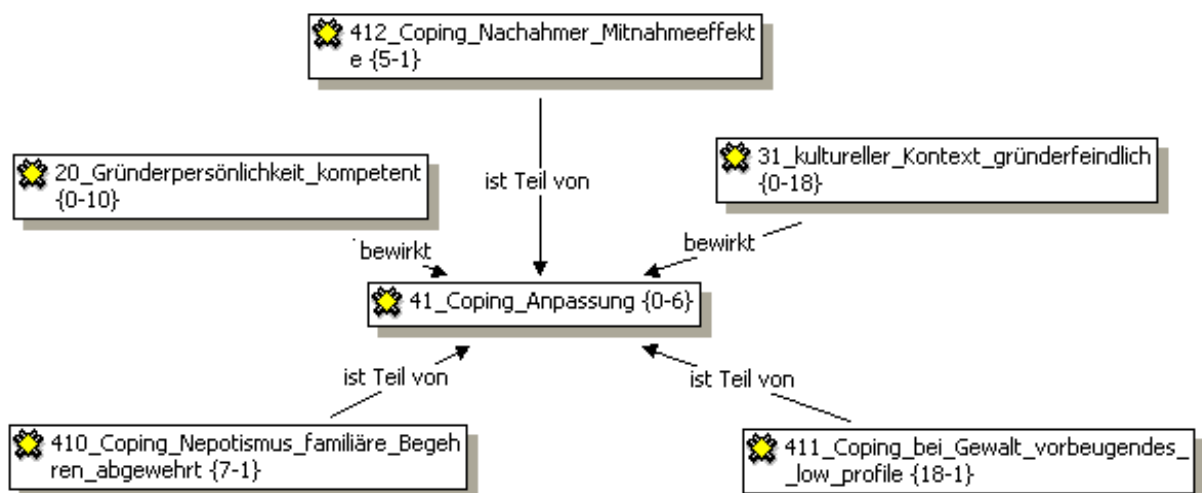 412_Coping_Nachahmer_Mitnahmeeffekt
e {5-1}
20_Gründerpersönlichkeit_kompetent
{0-10}
ist Teil von
31_kultureller_Kontext_gründerfeindlich
{0-18}
bewirkt
bewirkt
41_Coping_Anpassung {0-6}
ist Teil von
ist Teil von
410_Coping_Nepotismus_familiäre_Begeh
ren_abgewehrt {7-1}
411_Coping_bei_Gewalt_vorbeugendes_
_low_profile {18-1}